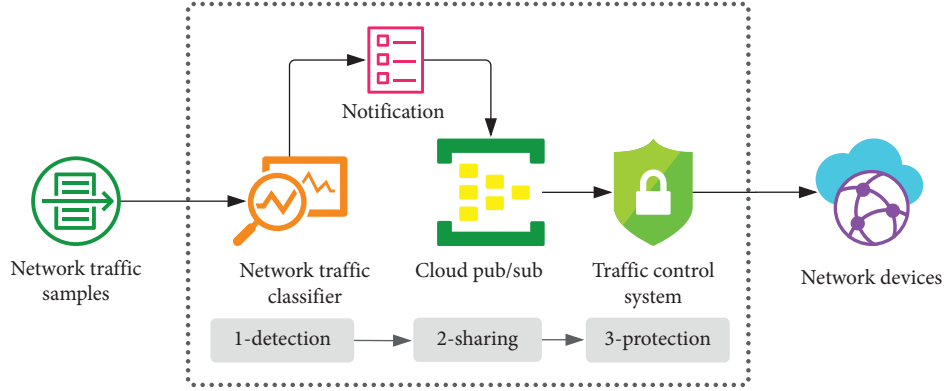 Notification
Network traffic
samples
Network traffic
classifier
Cloud pub/sub
Traffic control
system
Network devices
1-detection
2-sharing
3-protection